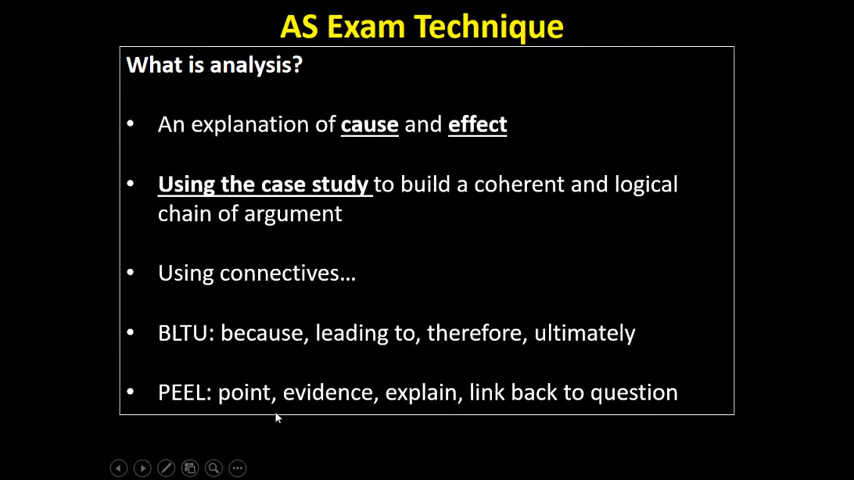 AS Exam Technique
What is analysis?
• An explanation of cause and effect
• Using the case study to build a coherent and logical
chain of argument
• Using connectives...
• BLTU: because, leading to, therefore, ultimately
• PEEL: point, evidence, explain, link back to question